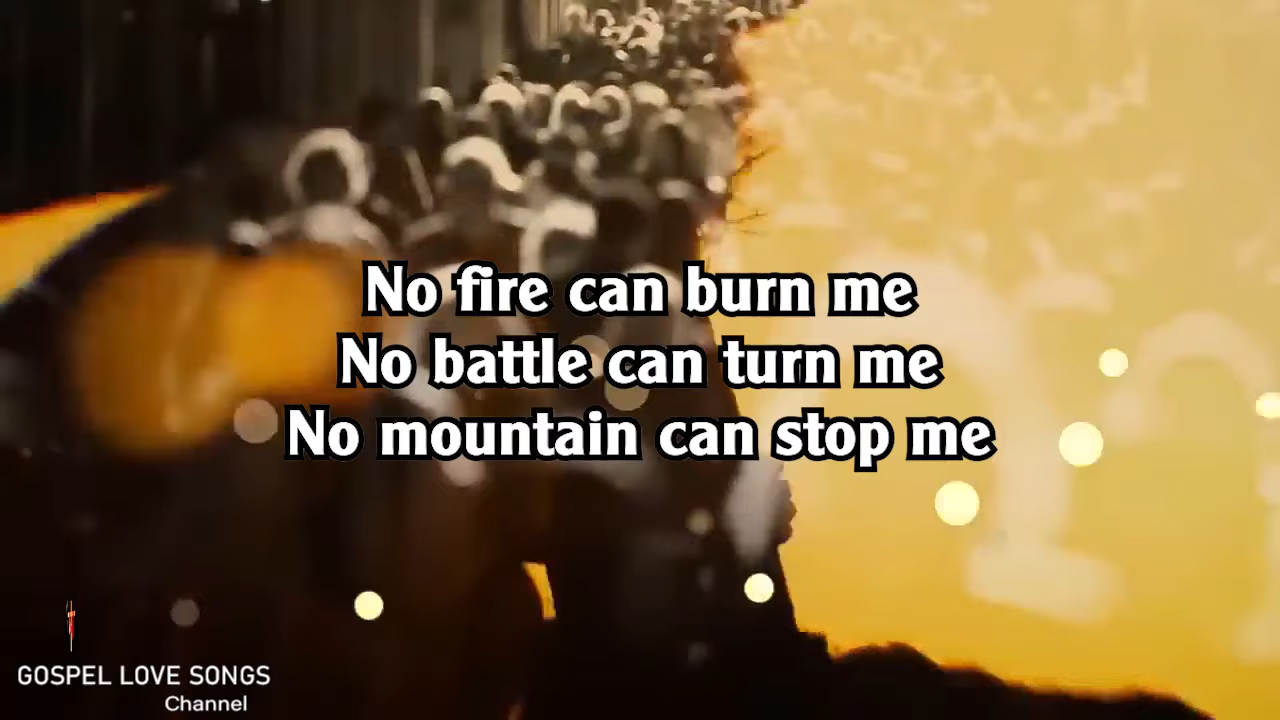 No fire can burn me
No battle can turn me
No mountain can stop me
GOSPEL LOVE SONGS
Channel